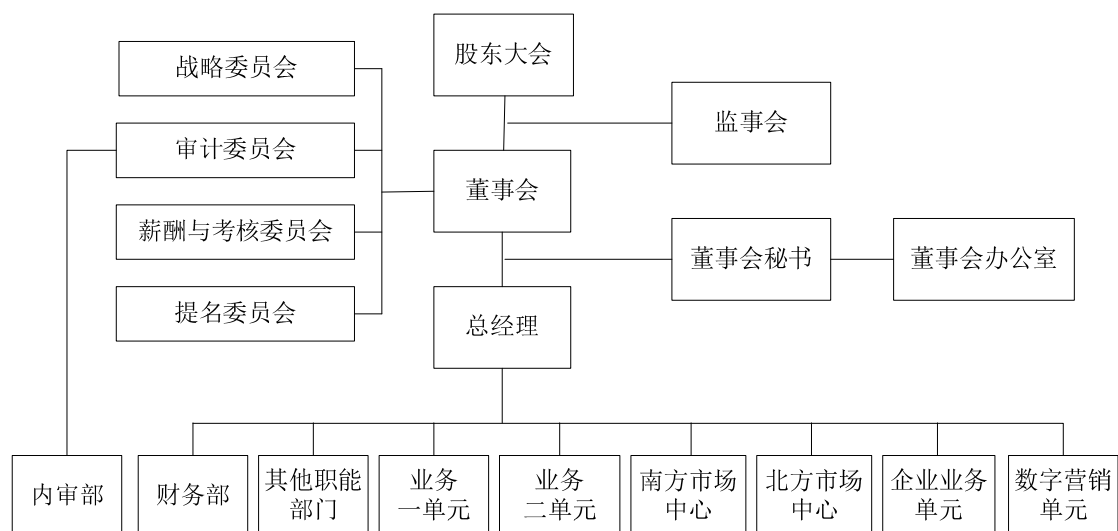 股东大会
战略委员会
监事会
审计委员会
董事会
薪酬与考核委员会
董事会秘书
董事会办公室
提名委员会
总经理
内审部
财务部
其他职能
部门
业务
一单元
业务
二单元
南方市场
中心
北方市场
中心
企业业务
单元
数字营销
单元